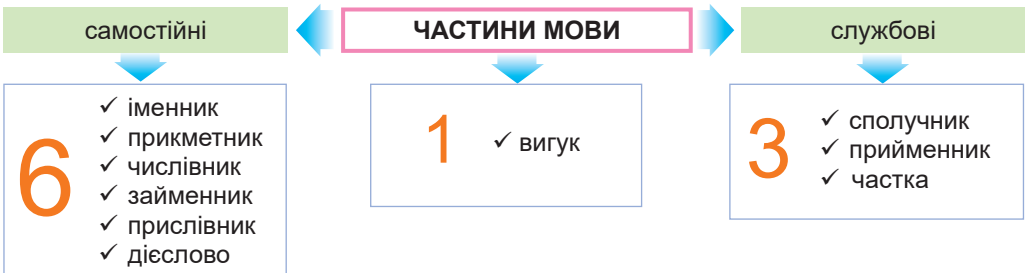 самостійні
ЧАСТИНИ МОВИ
службові
6
✓ іменник
✓ прикметник
✓ числівник
✓ займенник
✓ прислівник
✓ дієслово
1
✓ вигук
3
✓ сполучник
✓ прийменник
✓ частка